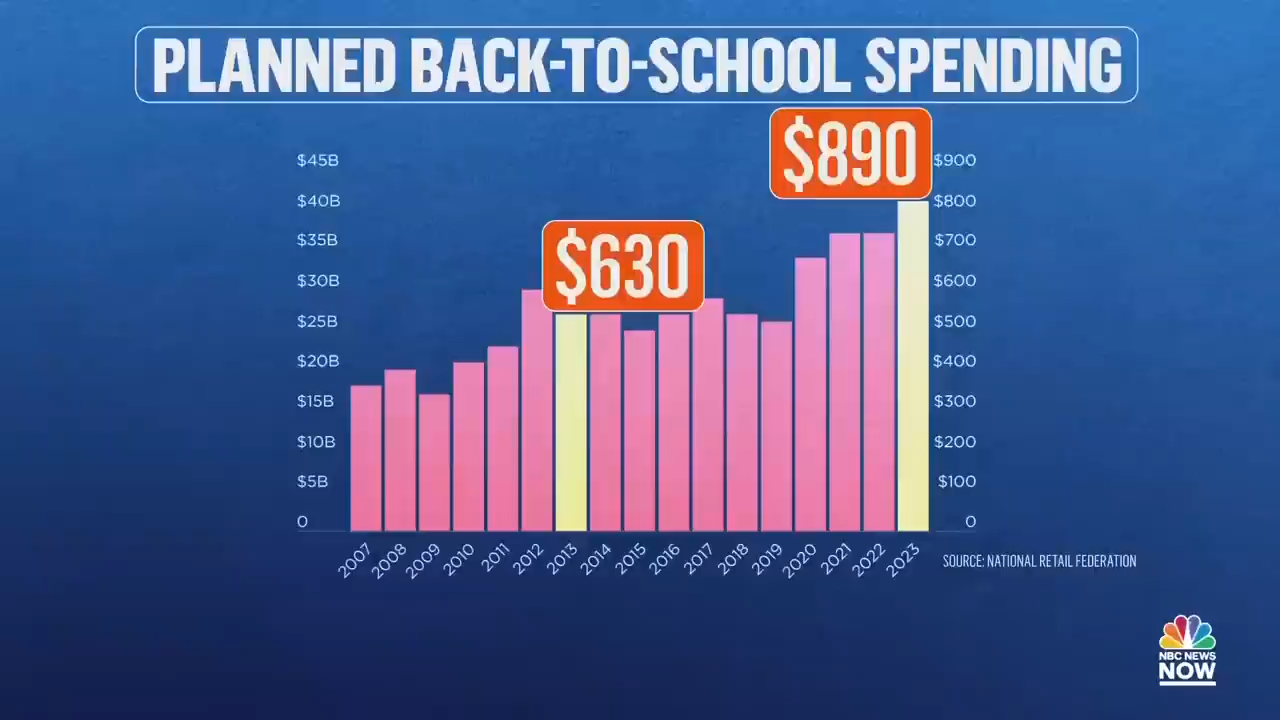 PLANNED BACK-TO-SCHOOL SPENDING
$890
$630
$45B
$40B
$35B
$30B
$25B
$20B
$15B
$10B
$5B
0
$900
$800
$700
$600
$500
$400
$300
$200
$100
0
2007
2008
2009
2010
2011
2012
2013
2014
2015
2016
2017
2018
2019
2020
2021
2022
2023
SOURCE: NATIONAL RETAIL FEDERATION
NBC NEWS
NOW